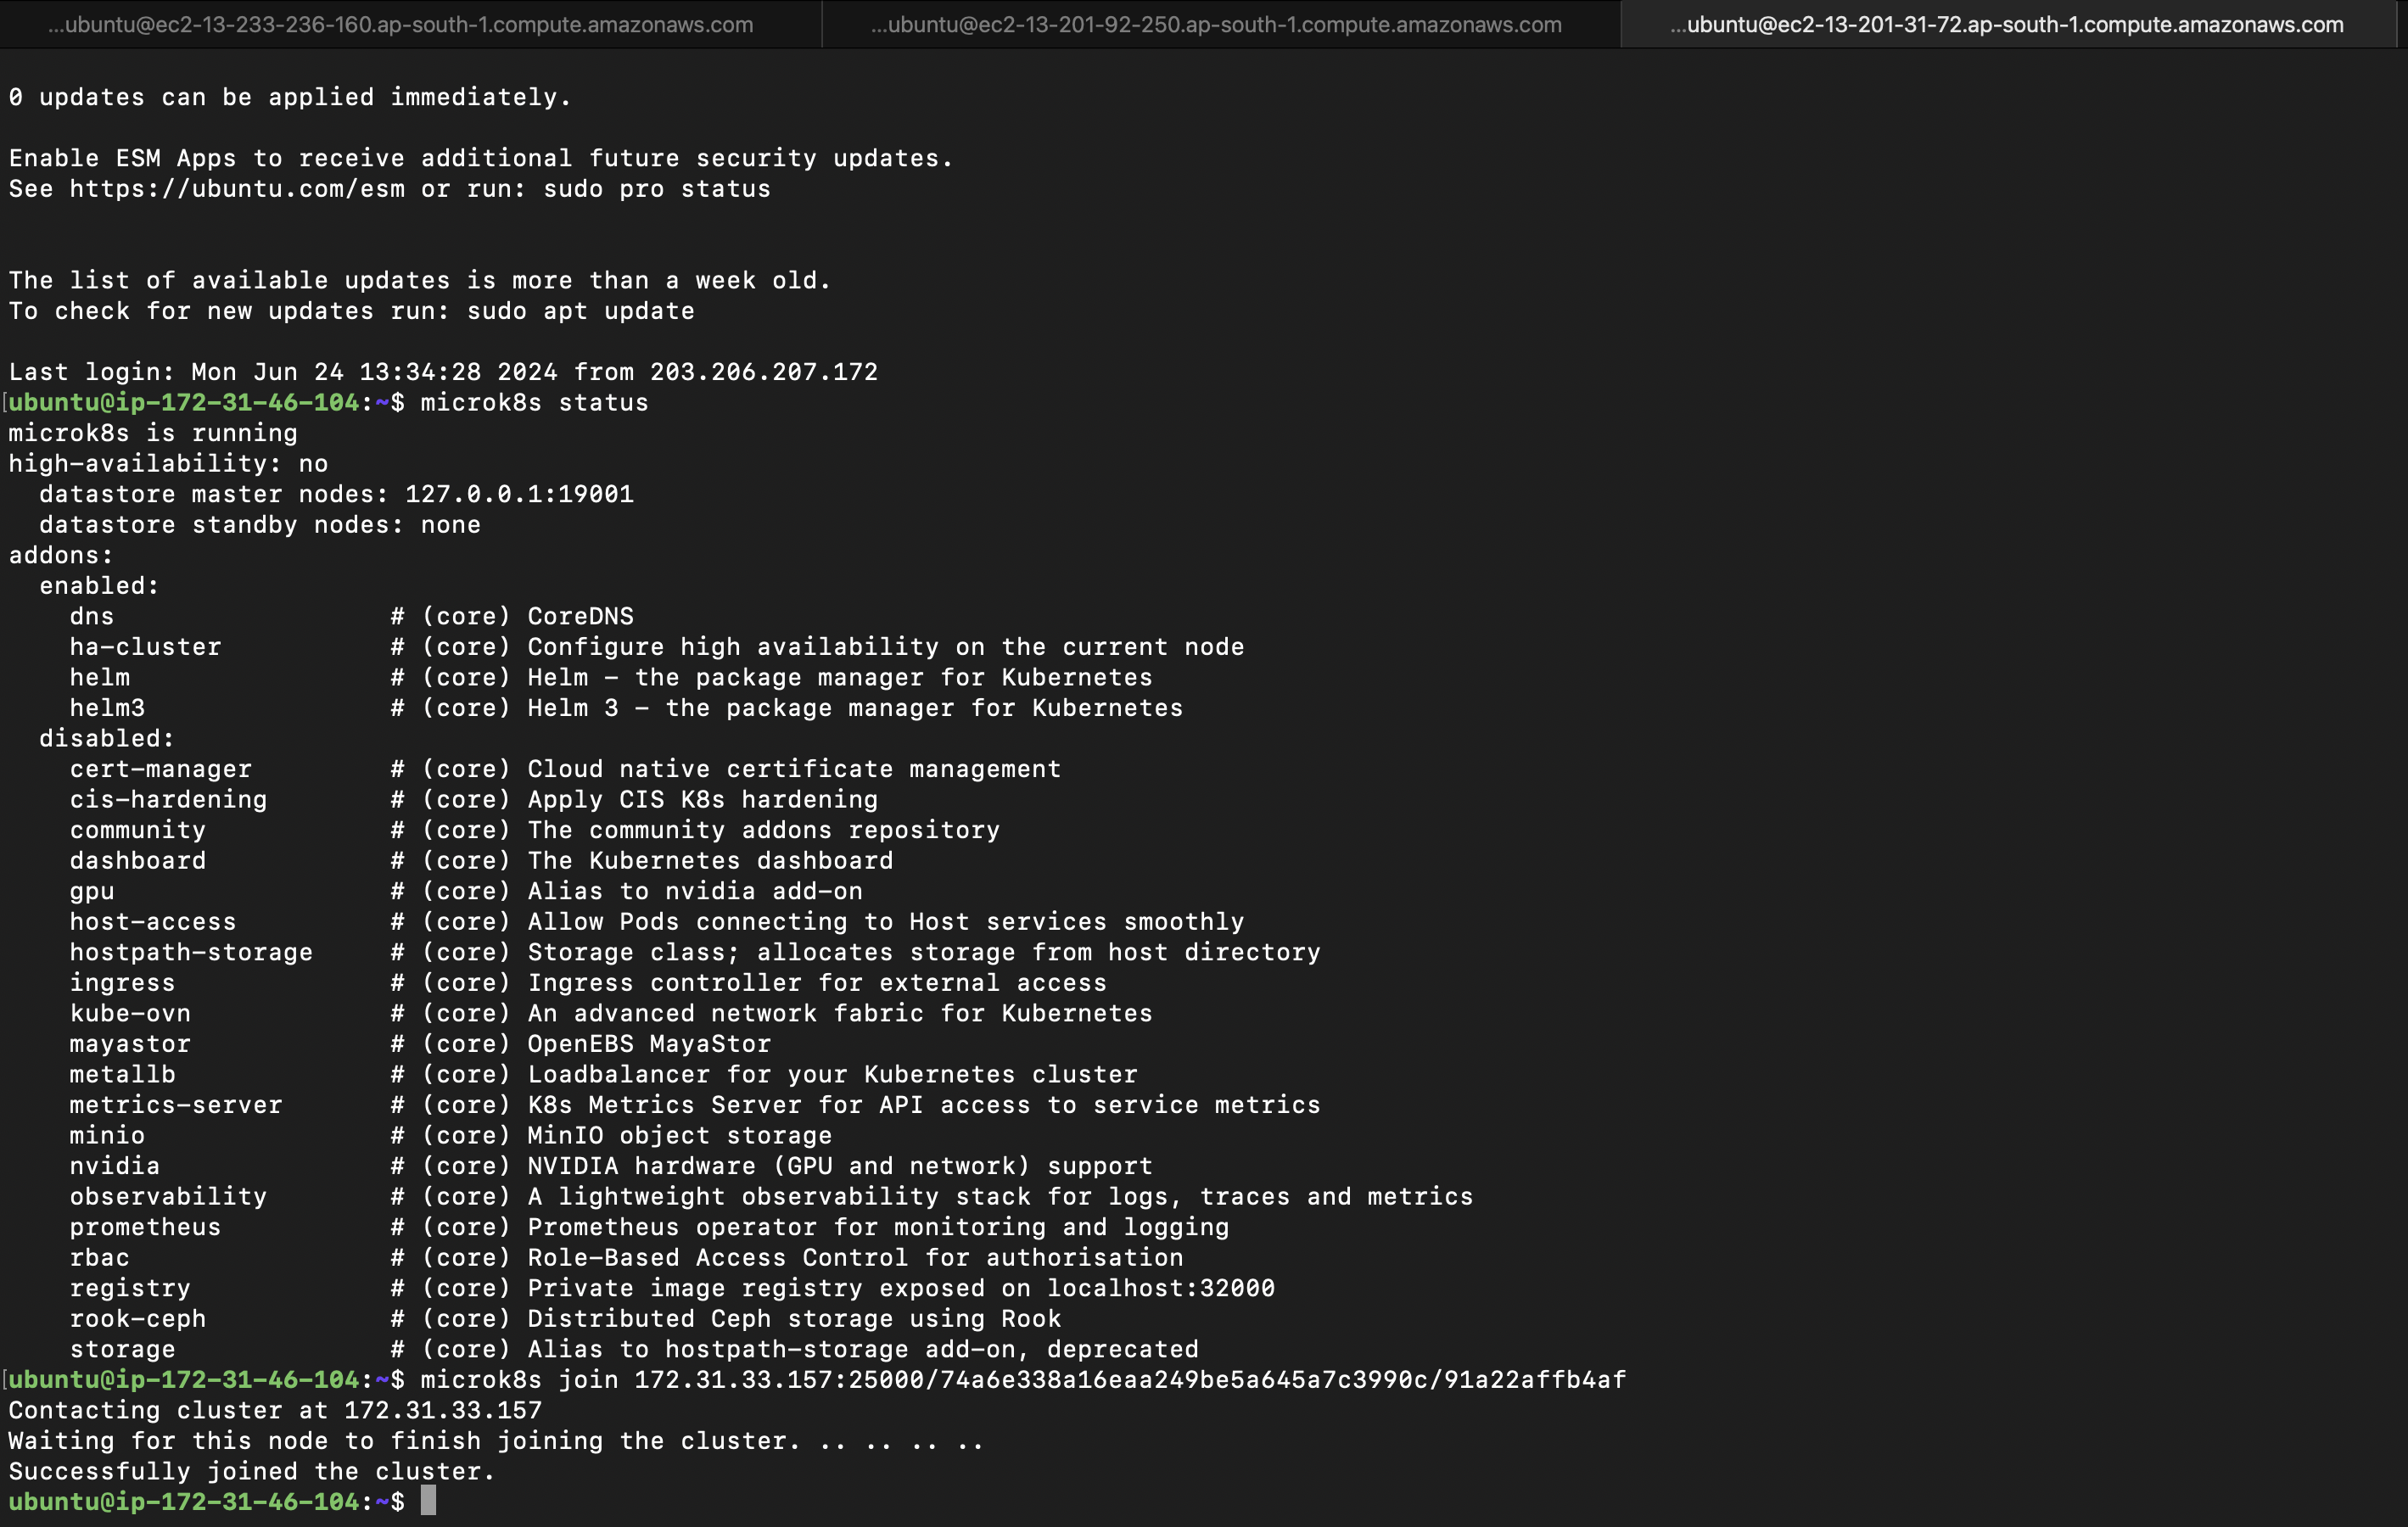 ...ubuntu@ec2-13-233-236-160.ap-south-1.compute.amazonaws.com
...ubuntu@ec2-13-201-92-250.ap-south-1.compute.amazonaws.com
...ubuntu@ec2-13-201-31-72.ap-south-1.compute.amazonaws.com
0 updates can be applied immediately.
Enable ESM Apps to receive additional future security updates.
See https://ubuntu.com/esm or run: sudo pro status
The list of available updates is more than a week old.
To check for new updates run: sudo apt update
Last login: Mon Jun 24 13:34:28 2024 from 203.206.207.172
[ubuntu@ip-172-31-46-104:~$ microk8s status
microk8s is running
high-availability: no
  datastore master nodes: 127.0.0.1:19001
  datastore standby nodes: none
addons:
  enabled:
    dns                  # (core) CoreDNS
    ha-cluster           # (core) Configure high availability on the current node
    helm                 # (core) Helm - the package manager for Kubernetes
    helm3                # (core) Helm 3 - the package manager for Kubernetes
  disabled:
    cert-manager         # (core) Cloud native certificate management
    cis-hardening        # (core) Apply CIS K8s hardening
    community            # (core) The community addons repository
    dashboard            # (core) The Kubernetes dashboard
    gpu                  # (core) Alias to nvidia add-on
    host-access          # (core) Allow Pods connecting to Host services smoothly
    hostpath-storage     # (core) Storage class; allocates storage from host directory
    ingress              # (core) Ingress controller for external access
    kube-ovn             # (core) An advanced network fabric for Kubernetes
    mayastor             # (core) OpenEBS MayaStor
    metallb              # (core) Loadbalancer for your Kubernetes cluster
    metrics-server       # (core) K8s Metrics Server for API access to service metrics
    minio                # (core) MinIO object storage
    nvidia               # (core) NVIDIA hardware (GPU and network) support
    observability        # (core) A lightweight observability stack for logs, traces and metrics
    prometheus           # (core) Prometheus operator for monitoring and logging
    rbac                 # (core) Role-Based Access Control for authorisation
    registry             # (core) Private image registry exposed on localhost:32000
    rook-ceph            # (core) Distributed Ceph storage using Rook
    storage              # (core) Alias to hostpath-storage add-on, deprecated
[ubuntu@ip-172-31-46-104:~$ microk8s join 172.31.33.157:25000/74a6e338a16eaa249be5a645a7c3990c/91a22affb4af
Contacting cluster at 172.31.33.157
Waiting for this node to finish joining the cluster. .. .. .. ..
Successfully joined the cluster.
ubuntu@ip-172-31-46-104:~$